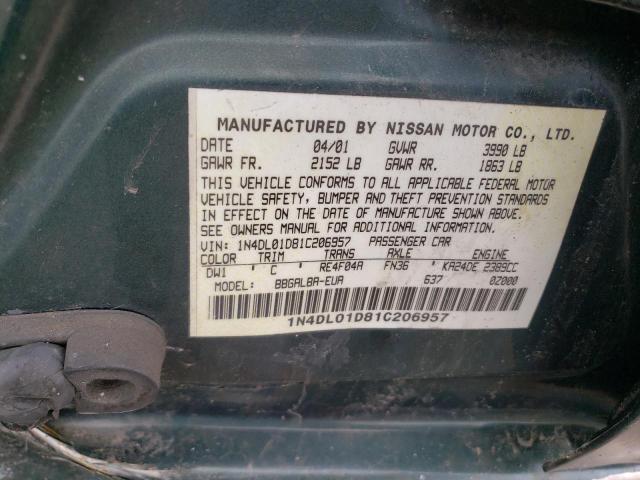 MANUFACTURED BY NISSAN MOTOR CO., LTD.
DATE 04/01 GVWR 3990 LB
GAWR FR. 2152 LB GAWR RR. 1863 LB
THIS VEHICLE CONFORMS TO ALL APPLICABLE FEDERAL MOTOR
VEHICLE SAFETY, BUMPER AND THEFT PREVENTION STANDARDS
IN EFFECT ON THE DATE OF MANUFACTURE SHOWN ABOVE.
SEE OWNERS MANUAL FOR ADDITIONAL INFORMATION.
VIN: 1N4DL01D81C206957 PASSENGER CAR
COLOR TRIM TRANS AXLE ENGINE
DW1 C RE4F04A FN36 KA24DE 2389CC
MODEL: BBGALBA-EUA 637 0Z000
1N4DL01D81C206957